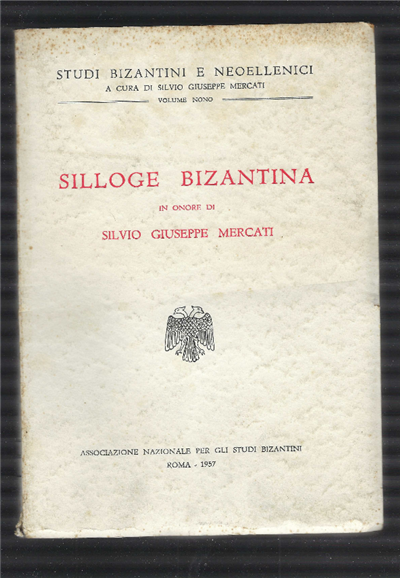 STUDI BIZANTINI E NEOELLENICI
A CURA DI SILVIO GIUSEPPE MERCATI
VOLUME NONO
SILLOGE BIZANTINA
IN ONORE DI
SILVIO GIUSEPPE MERCATI
ASSOCIAZIONE NAZIONALE PER GLI STUDI BIZANTINI
ROMA - 1957